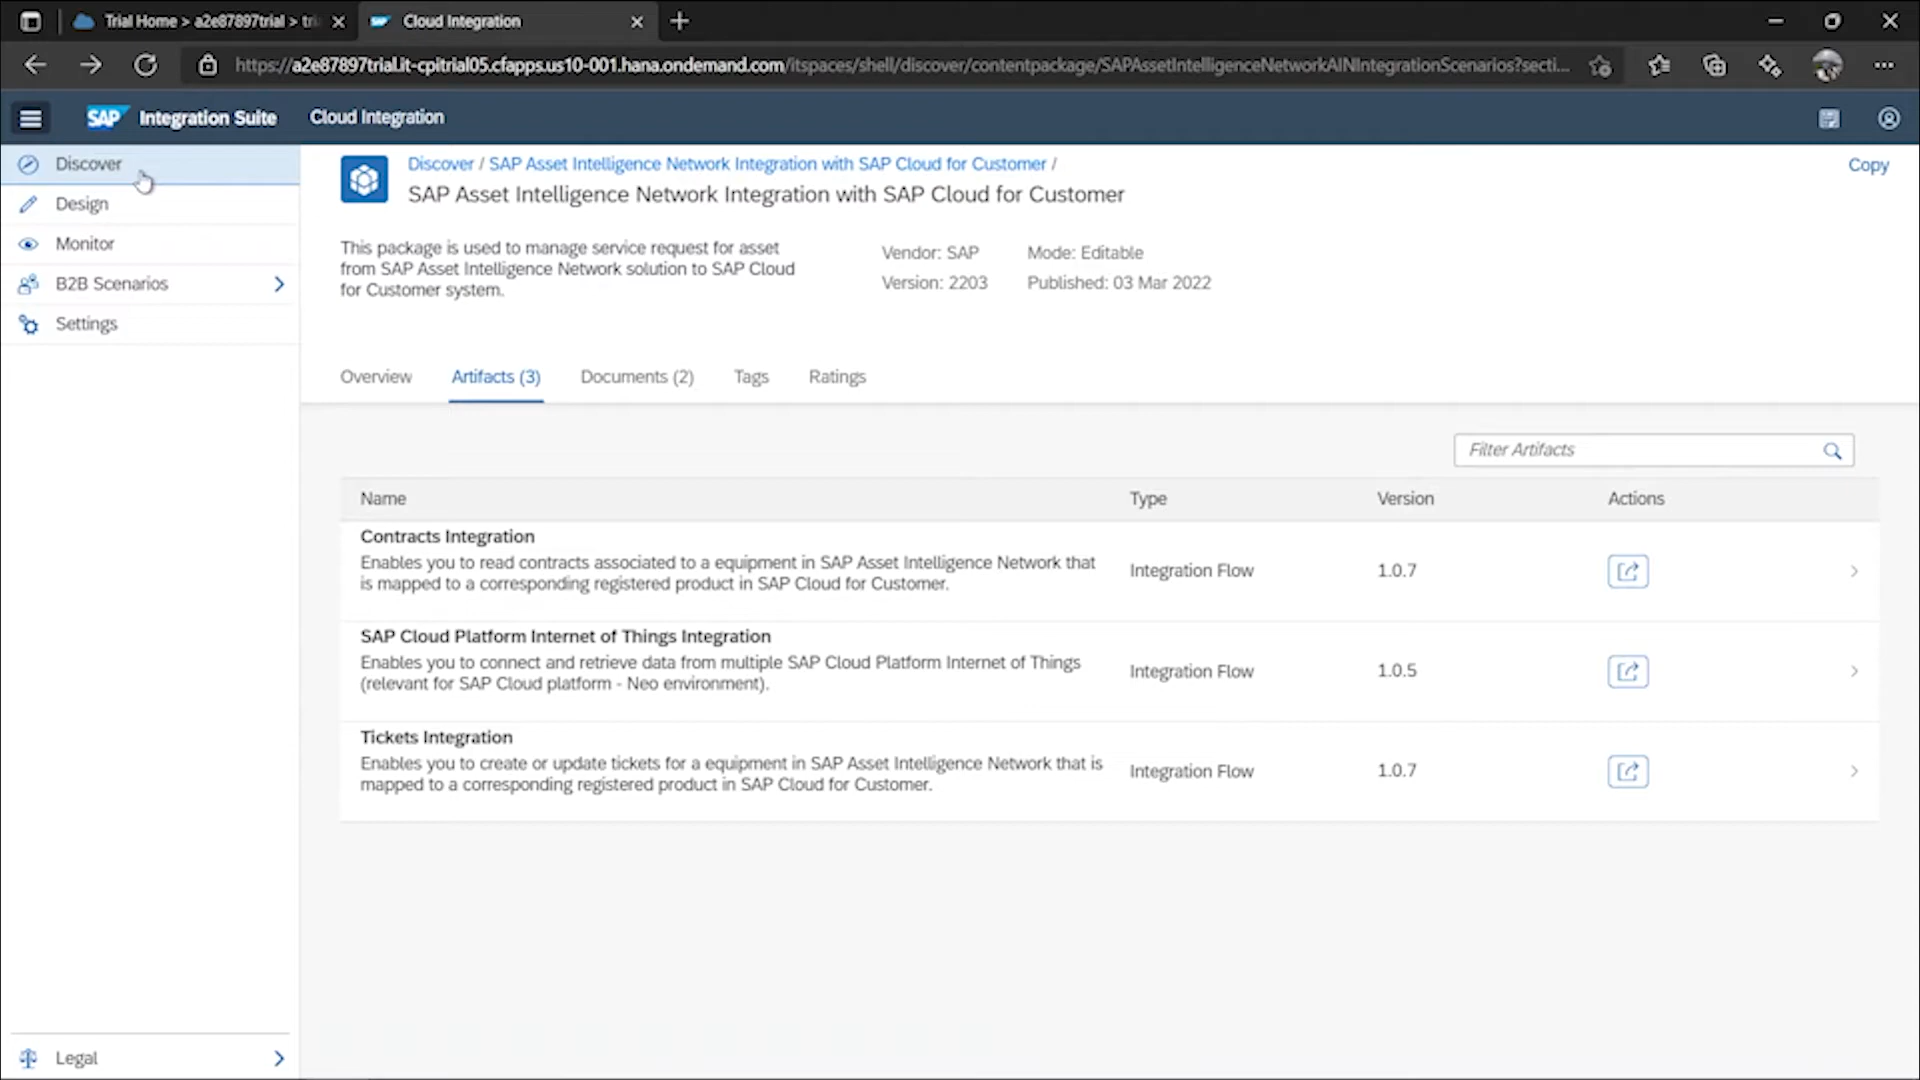 Trial Home > a2e87897trial > tri
Cloud Integration
https://a2e87897trial.it-cpitrial05.cfapps.us10-001.hana.ondemand.com/itspaces/shell/discover/contentpackage/SAPAssetIntelligenceNetworkAINIntegrationScenarios?secti...
SAP Integration Suite Cloud Integration
Discover
Design
Monitor
B2B Scenarios
Settings
Legal
Discover / SAP Asset Intelligence Network Integration with SAP Cloud for Customer /
Copy
SAP Asset Intelligence Network Integration with SAP Cloud for Customer
This package is used to manage service request for asset
from SAP Asset Intelligence Network solution to SAP Cloud
for Customer system.
Vendor: SAP
Version: 2203
Mode: Editable
Published: 03 Mar 2022
Overview Artifacts (3) Documents (2) Tags Ratings
Filter Artifacts
Name Type Version Actions
Contracts Integration
Enables you to read contracts associated to a equipment in SAP Asset Intelligence Network that
is mapped to a corresponding registered product in SAP Cloud for Customer.
Integration Flow 1.0.7
SAP Cloud Platform Internet of Things Integration
Enables you to connect and retrieve data from multiple SAP Cloud Platform Internet of Things
(relevant for SAP Cloud platform - Neo environment).
Integration Flow 1.0.5
Tickets Integration
Enables you to create or update tickets for a equipment in SAP Asset Intelligence Network that is
mapped to a corresponding registered product in SAP Cloud for Customer.
Integration Flow 1.0.7